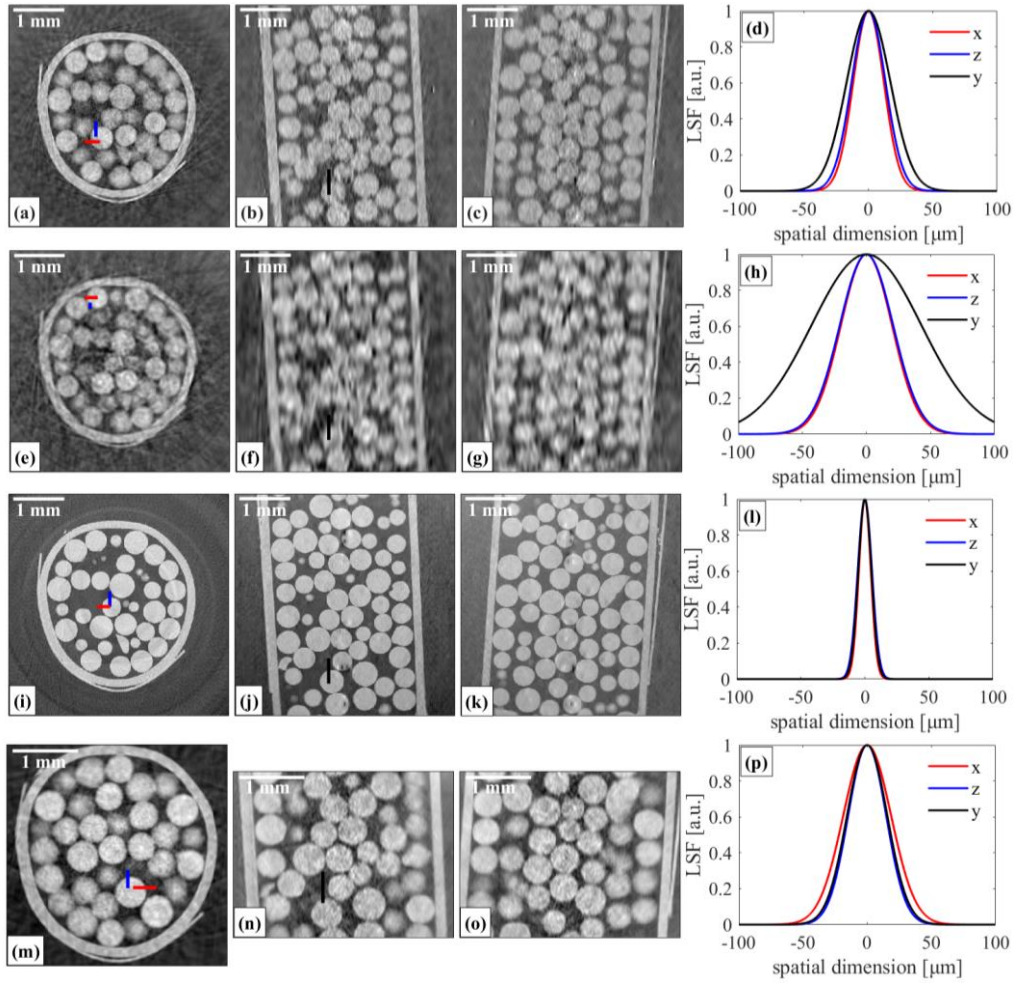 1 mm
(a)
1 mm
(b)
1 mm
(c)
(d)
x
z
y
LSF [a.u.]
1
0.8
0.6
0.4
0.2
0
-100 -50 0 50 100
spatial dimension [μm]
1 mm
(e)
1 mm
(f)
1 mm
(g)
(h)
x
z
y
LSF [a.u.]
1
0.8
0.6
0.4
0.2
0
-100 -50 0 50 100
spatial dimension [μm]
1 mm
(i)
1 mm
(j)
1 mm
(k)
(l)
x
z
y
LSF [a.u.]
1
0.8
0.6
0.4
0.2
0
-100 -50 0 50 100
spatial dimension [μm]
1 mm
(m)
1 mm
(n)
1 mm
(o)
(p)
x
z
y
LSF [a.u.]
1
0.8
0.6
0.4
0.2
0
-100 -50 0 50 100
spatial dimension [μm]